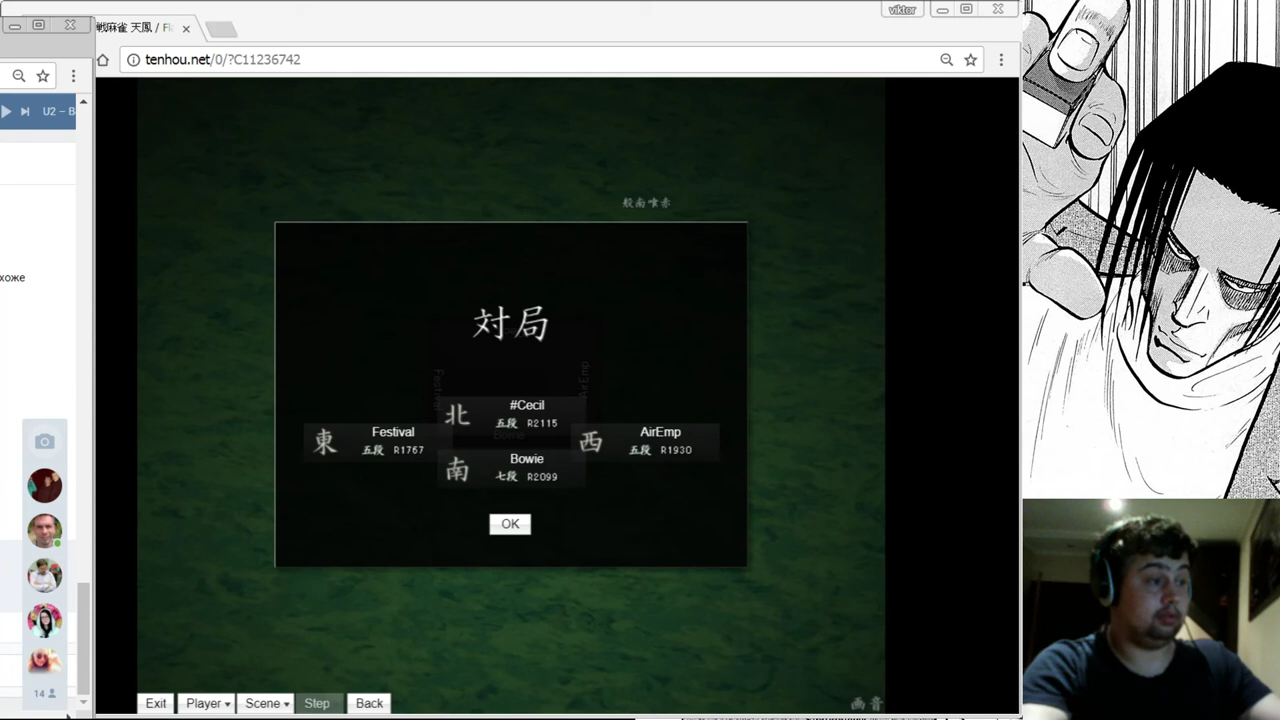 viktor
戦麻雀 天鳳 / Fl
tenhou.net/0/?C11236742
U2 – B
хоже
般南喰赤
対局
北 #Cecil
五段 R2115
東 Festival
五段 R1767
西 AirEmp
五段 R1930
南 Bowie
七段 R2099
OK
14
Exit Player Scene Step Back
画 音